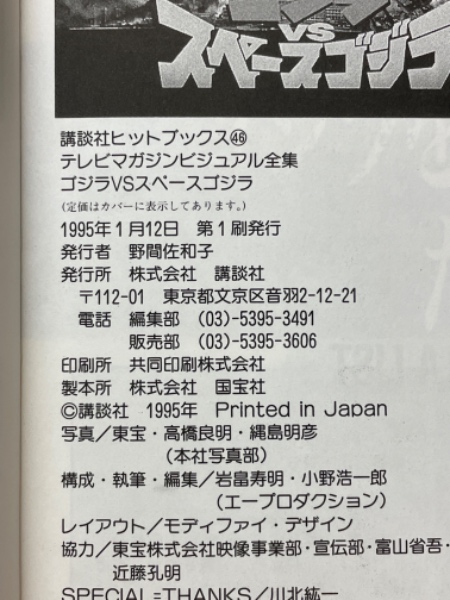 VS
スペースゴジラ
講談社ヒットブックス㊻
テレビマガジンビジュアル全集
ゴジラVSスペースゴジラ
(定価はカバーに表示してあります。)
1995年1月12日 第1刷発行
発行者 野間佐和子
発行所 株式会社 講談社
〒112-01 東京都文京区音羽2-12-21
電話 編集部 (03)-5395-3491
販売部 (03)-5395-3606
印刷所 共同印刷株式会社
製本所 株式会社 国宝社
©講談社 1995年 Printed in Japan
写真/東宝・高橋良明・縄島明彦
(本社写真部)
構成・執筆・編集/岩畠寿明・小野浩一郎
(エープロダクション)
レイアウト/モディファイ・デザイン
協力/東宝株式会社映像事業部・宣伝部・富山省吾・
近藤孔明
SPECIAL=THANKS/川北紘一